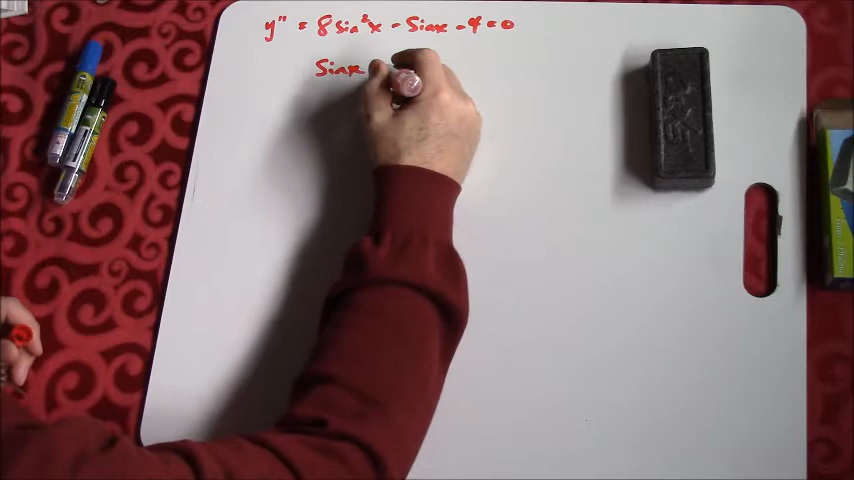 y" = 8 sin²x - Sinx - 4 = 0
Sinx